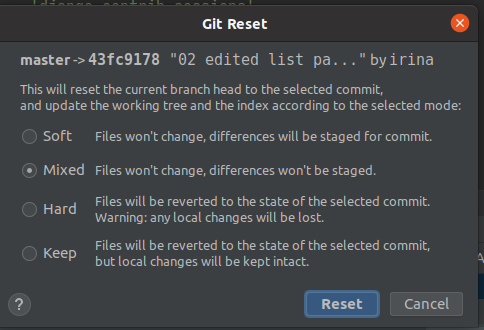 'django.contrib.sessions'
Git Reset
master -> 43fc9178 "02 edited list pa..." by irina
This will reset the current branch head to the selected commit,
and update the working tree and the index according to the selected mode:
Soft Files won't change, differences will be staged for commit.
Mixed Files won't change, differences won't be staged.
Hard Files will be reverted to the state of the selected commit.
Warning: any local changes will be lost.
Keep Files will be reverted to the state of the selected commit,
but local changes will be kept intact.
? Reset Cancel